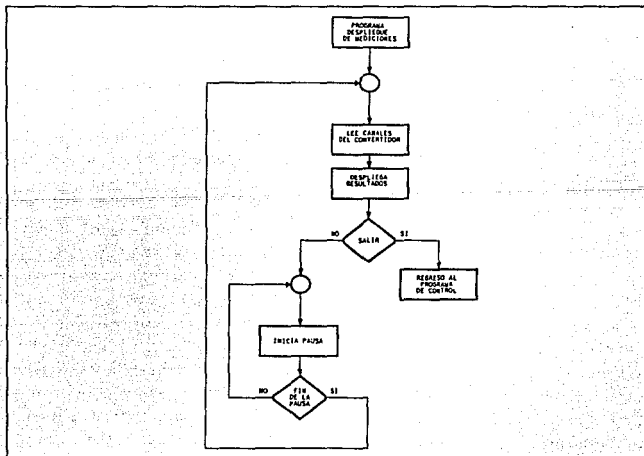 PROGRAMA
DESPLIEGUE
DE MEDICIONES
LEE CANALES
DEL CONVERTIDOR
DESPLIEGA
RESULTADOS
NO
SALIR
SI
REGRESO AL
PROGRAMA
DE CONTROL
INICIA PAUSA
NO
FIN
DE LA
PAUSA
SI